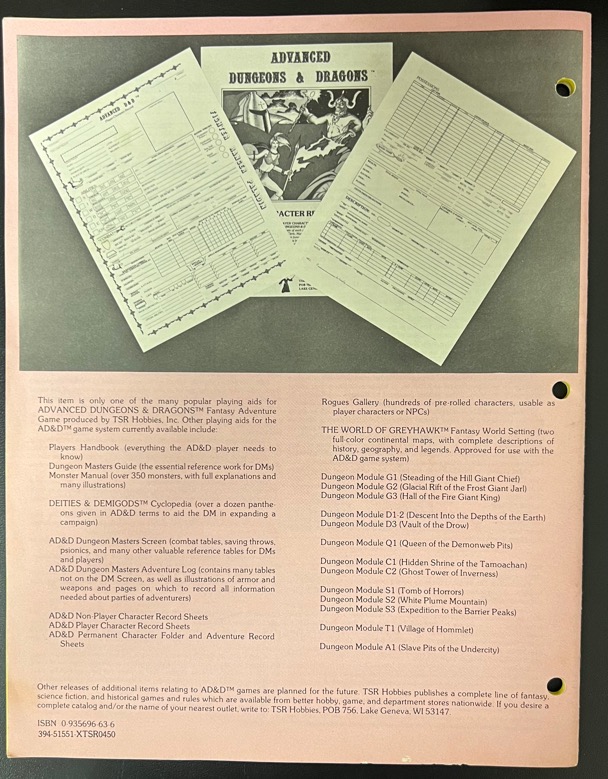 ADVANCED
DUNGEONS & DRAGONS™
ADVANCED D&D™
FIGHTER RANGER PALADIN
This item is only one of the many popular playing aids for
ADVANCED DUNGEONS & DRAGONS™ Fantasy Adventure
Game produced by TSR Hobbies, Inc. Other playing aids for the
AD&D™ game system currently available include:
Players Handbook (everything the AD&D player needs to
know)
Dungeon Masters Guide (the essential reference work for DMs)
Monster Manual (over 350 monsters, with full explanations and
many illustrations)
DEITIES & DEMIGODS™ Cyclopedia (over a dozen panthe-
ons given in AD&D terms to aid the DM in expanding a
campaign)
AD&D Dungeon Masters Screen (combat tables, saving throws,
psionics, and many other valuable reference tables for DMs
and players)
AD&D Dungeon Masters Adventure Log (contains many tables
not on the DM Screen, as well as illustrations of armor and
weapons and pages on which to record all information
needed about parties of adventurers)
AD&D Non-Player Character Record Sheets
AD&D Player Character Record Sheets
AD&D Permanent Character Folder and Adventure Record
Sheets
Rogues Gallery (hundreds of pre-rolled characters, usable as
player characters or NPCs)
THE WORLD OF GREYHAWK™ Fantasy World Setting (two
full-color continental maps, with complete descriptions of
history, geography, and legends. Approved for use with the
AD&D game system)
Dungeon Module G1 (Steading of the Hill Giant Chief)
Dungeon Module G2 (Glacial Rift of the Frost Giant Jarl)
Dungeon Module G3 (Hall of the Fire Giant King)
Dungeon Module D1-2 (Descent Into the Depths of the Earth)
Dungeon Module D3 (Vault of the Drow)
Dungeon Module Q1 (Queen of the Demonweb Pits)
Dungeon Module C1 (Hidden Shrine of the Tamoachan)
Dungeon Module C2 (Ghost Tower of Inverness)
Dungeon Module S1 (Tomb of Horrors)
Dungeon Module S2 (White Plume Mountain)
Dungeon Module S3 (Expedition to the Barrier Peaks)
Dungeon Module T1 (Village of Hommlet)
Dungeon Module A1 (Slave Pits of the Undercity)
Other releases of additional items relating to AD&D™ games are planned for the future. TSR Hobbies publishes a complete line of fantasy,
science fiction, and historical games and rules which are available from better hobby, game, and department stores nationwide. If you desire a
complete catalog and/or the name of your nearest outlet, write to: TSR Hobbies, POB 756, Lake Geneva, WI 53147.
ISBN 0-935696-63-6
394-51551-XTSR0450